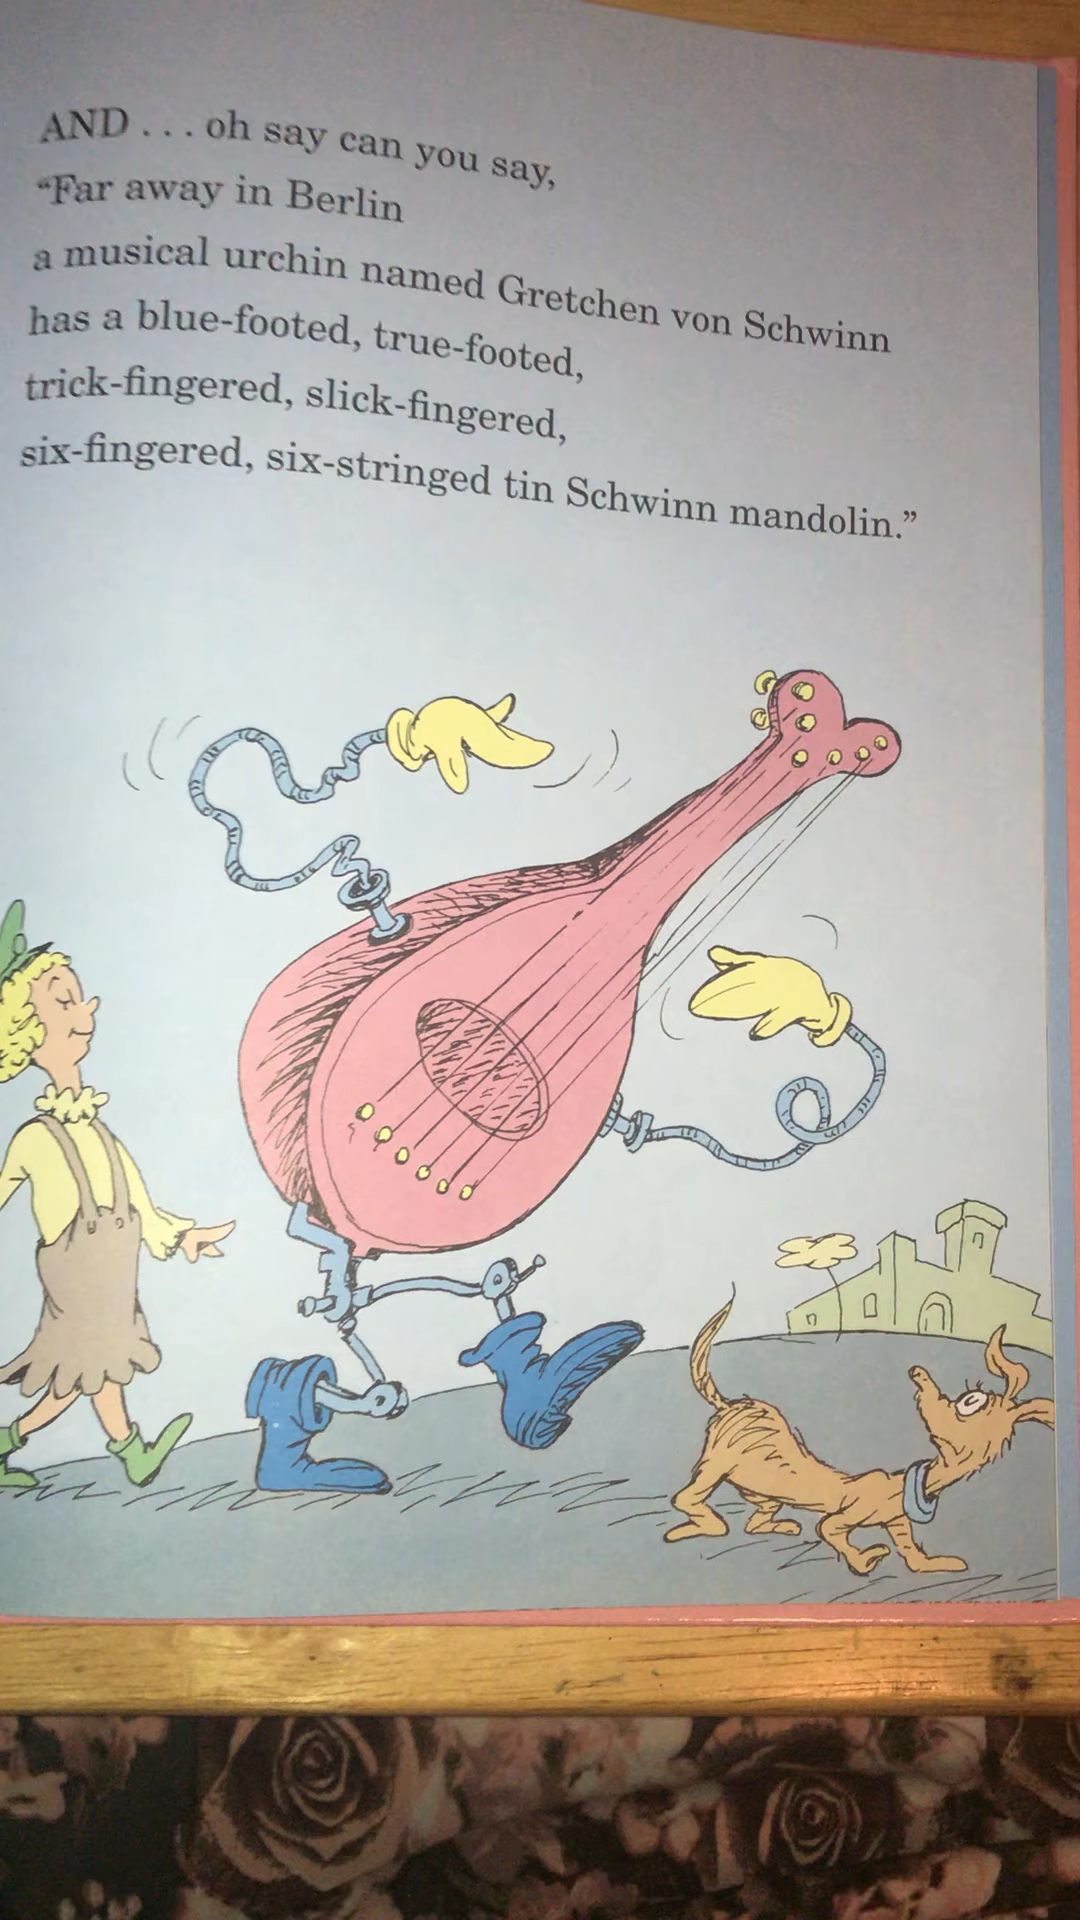 AND . . . oh say can you say,
“Far away in Berlin
a musical urchin named Gretchen von Schwinn
has a blue-footed, true-footed,
trick-fingered, slick-fingered,
six-fingered, six-stringed tin Schwinn mandolin.”